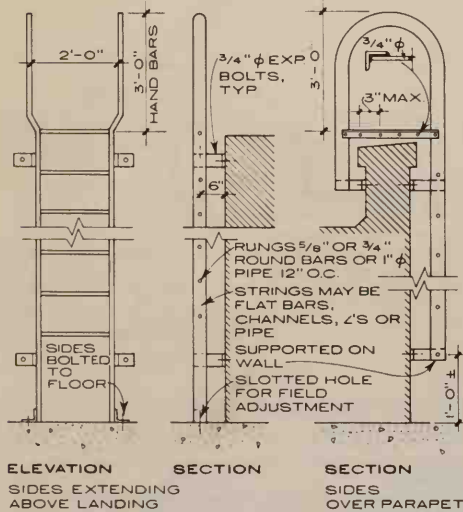 2'-0"
3'-0"
HAND BARS
3/4" φ EXP
BOLTS,
TYP
6"
3'-0
3/4" φ
3" MAX
RUNGS 5/8" OR 3/4"
ROUND BARS OR 1" φ
PIPE 12" O.C.
STRINGS MAY BE
FLAT BARS,
CHANNELS, ∠'S OR
PIPE
SUPPORTED ON
WALL
SLOTTED HOLE
FOR FIELD
ADJUSTMENT
SIDES
BOLTED
TO
FLOOR
1'-0" ±
ELEVATION
SIDES EXTENDING
ABOVE LANDING
SECTION
SECTION
SIDES
OVER PARAPET